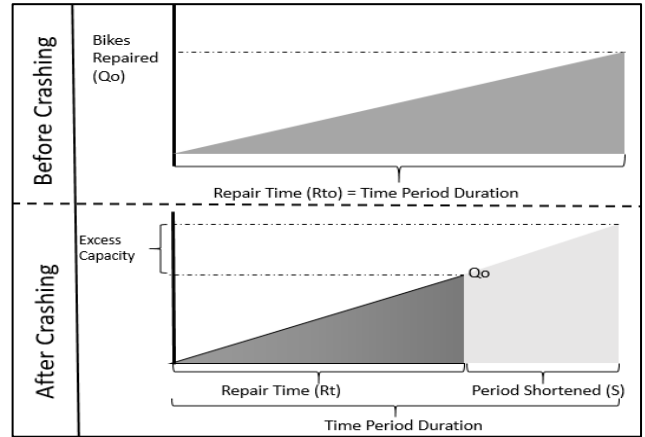 Before Crashing
Bikes
Repaired
(Qo)
Repair Time (Rto) = Time Period Duration
After Crashing
Excess
Capacity
Qo
Repair Time (Rt)
Period Shortened (S)
Time Period Duration